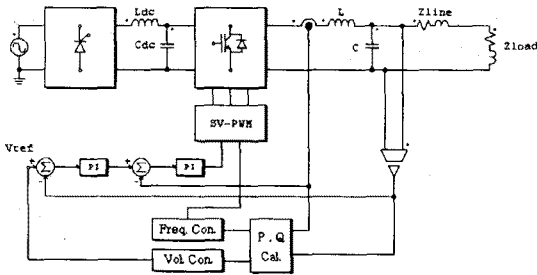 Ldc
L
Zline
Cdc
C
Zload
SV-PWM
Vref
+
Σ
-
PI
+
Σ
-
PI
Freq. Con.
P. Q
Cal.
Vol. Con.